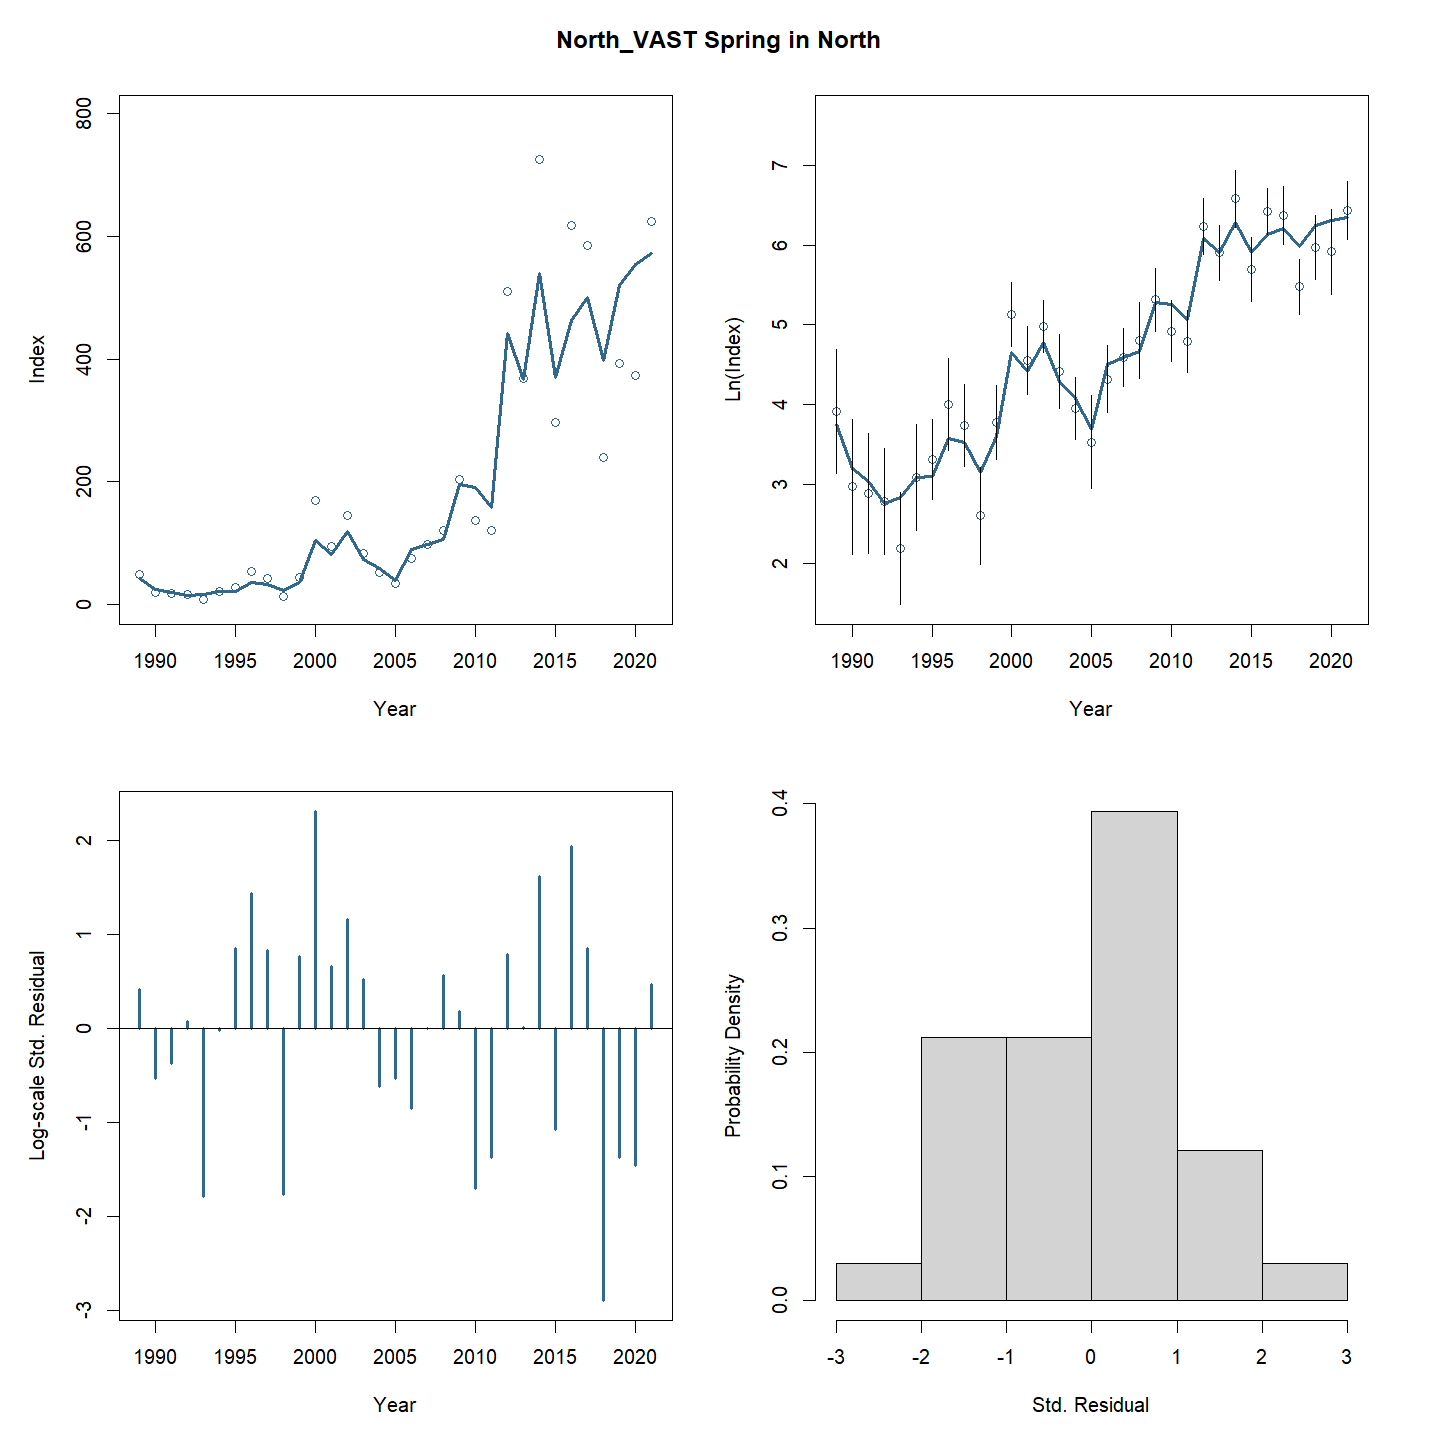 North_VAST Spring in North
800
600
400
200
0
Index
1990 1995 2000 2005 2010 2015 2020
Year
7
6
5
4
3
2
Ln(Index)
1990 1995 2000 2005 2010 2015 2020
Year
2
1
0
-1
-2
-3
Log-scale Std. Residual
1990 1995 2000 2005 2010 2015 2020
Year
0.4
0.3
0.2
0.1
0.0
Probability Density
-3 -2 -1 0 1 2 3
Std. Residual